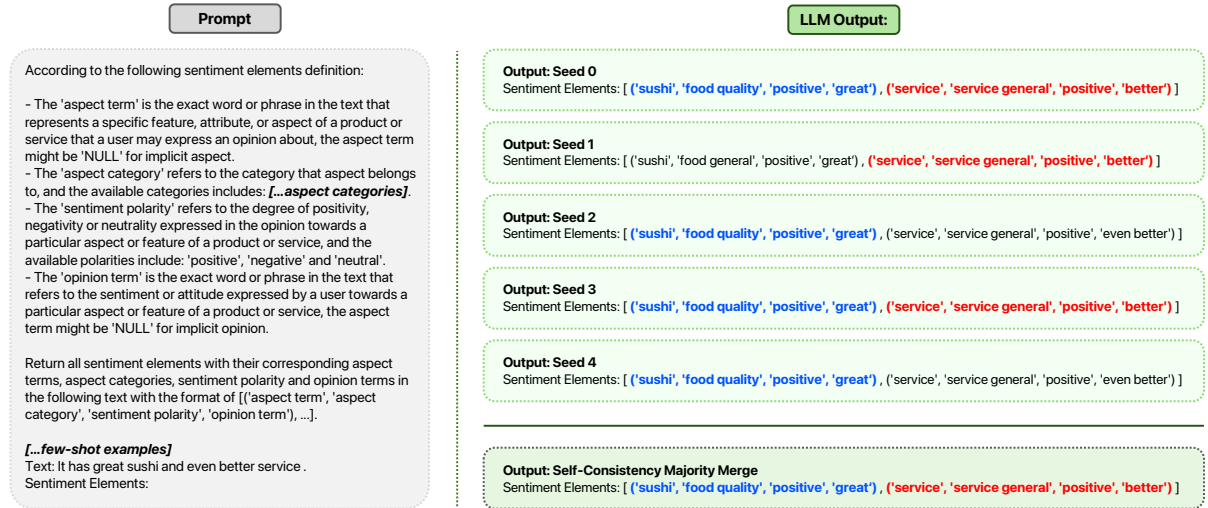 Prompt
According to the following sentiment elements definition:
- The 'aspect term' is the exact word or phrase in the text that
represents a specific feature, attribute, or aspect of a product or
service that a user may express an opinion about, the aspect term
might be 'NULL' for implicit aspect.
- The 'aspect category' refers to the category that aspect belongs
to, and the available categories includes: [...aspect categories].
- The 'sentiment polarity' refers to the degree of positivity,
negativity or neutrality expressed in the opinion towards a
particular aspect or feature of a product or service, and the
available polarities include: 'positive', 'negative' and 'neutral'.
- The 'opinion term' is the exact word or phrase in the text that
refers to the sentiment or attitude expressed by a user towards a
particular aspect or feature of a product or service, the aspect
term might be 'NULL' for implicit opinion.
Return all sentiment elements with their corresponding aspect
terms, aspect categories, sentiment polarity and opinion terms in
the following text with the format of [('aspect term', 'aspect
category', 'sentiment polarity', 'opinion term'), ...].
[...few-shot examples]
Text: It has great sushi and even better service .
Sentiment Elements:
LLM Output:
Output: Seed 0
Sentiment Elements: [ ('sushi', 'food quality', 'positive', 'great') , ('service', 'service general', 'positive', 'better') ]
Output: Seed 1
Sentiment Elements: [ ('sushi', 'food general', 'positive', 'great') , ('service', 'service general', 'positive', 'better') ]
Output: Seed 2
Sentiment Elements: [ ('sushi', 'food quality', 'positive', 'great') , ('service', 'service general', 'positive', 'even better') ]
Output: Seed 3
Sentiment Elements: [ ('sushi', 'food quality', 'positive', 'great') , ('service', 'service general', 'positive', 'better') ]
Output: Seed 4
Sentiment Elements: [ ('sushi', 'food quality', 'positive', 'great') , ('service', 'service general', 'positive', 'even better') ]
Output: Self-Consistency Majority Merge
Sentiment Elements: [ ('sushi', 'food quality', 'positive', 'great') , ('service', 'service general', 'positive', 'better') ]